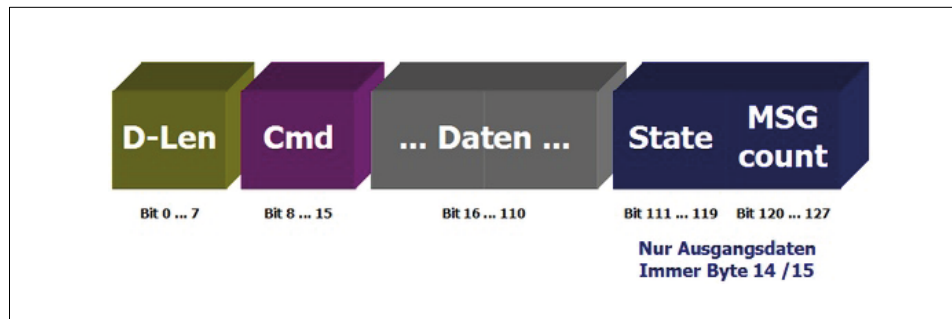 D-Len
Cmd
... Daten ...
State
MSG
count
Bit 0 ... 7
Bit 8 ... 15
Bit 16 ... 110
Bit 111 ... 119
Bit 120 ... 127
Nur Ausgangsdaten
Immer Byte 14 /15